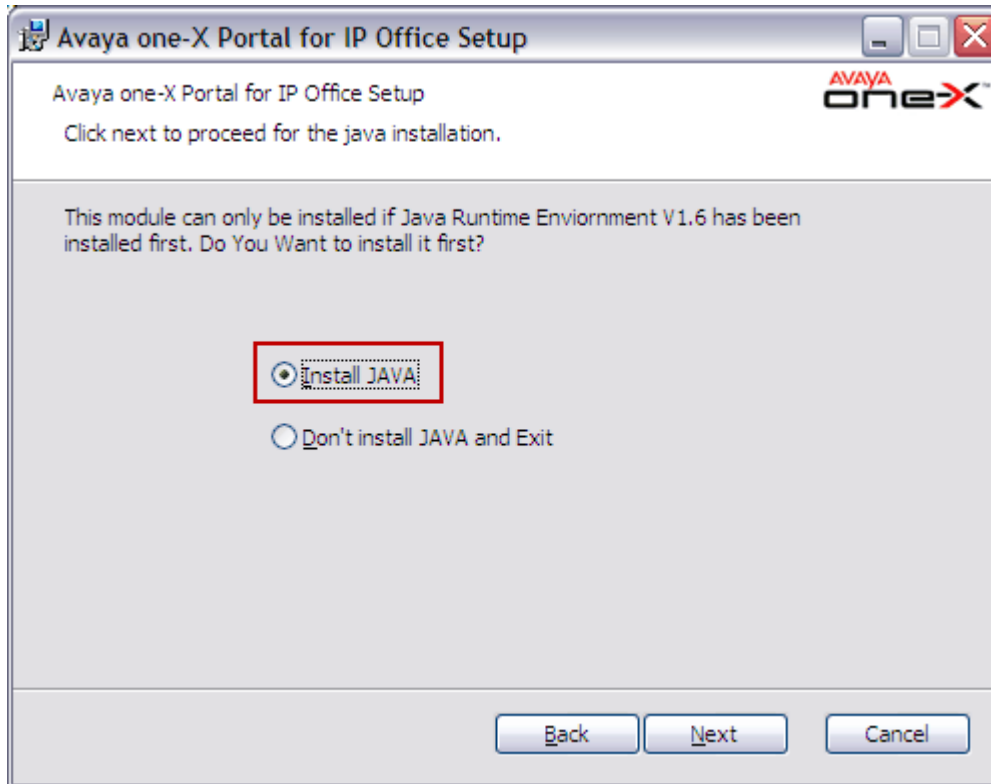 Avaya one-X Portal for IP Office Setup
Avaya one-X Portal for IP Office Setup
AVAYA
one-X™
Click next to proceed for the java installation.
This module can only be installed if Java Runtime Enviornment V1.6 has been
installed first. Do You Want to install it first?
Install JAVA
Don't install JAVA and Exit
Back Next Cancel